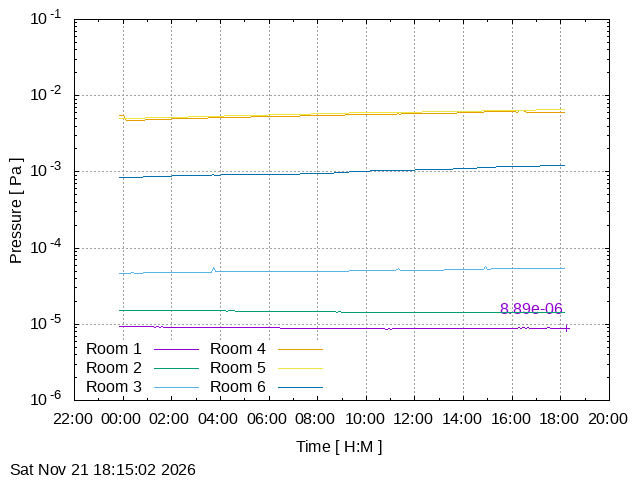 10^-1
10^-2
10^-3
10^-4
10^-5
10^-6
Pressure [ Pa ]
8.89e-06
Room 1 Room 4
Room 2 Room 5
Room 3 Room 6
22:00 00:00 02:00 04:00 06:00 08:00 10:00 12:00 14:00 16:00 18:00 20:00
Time [ H:M ]
Sat Nov 21 18:15:02 2026